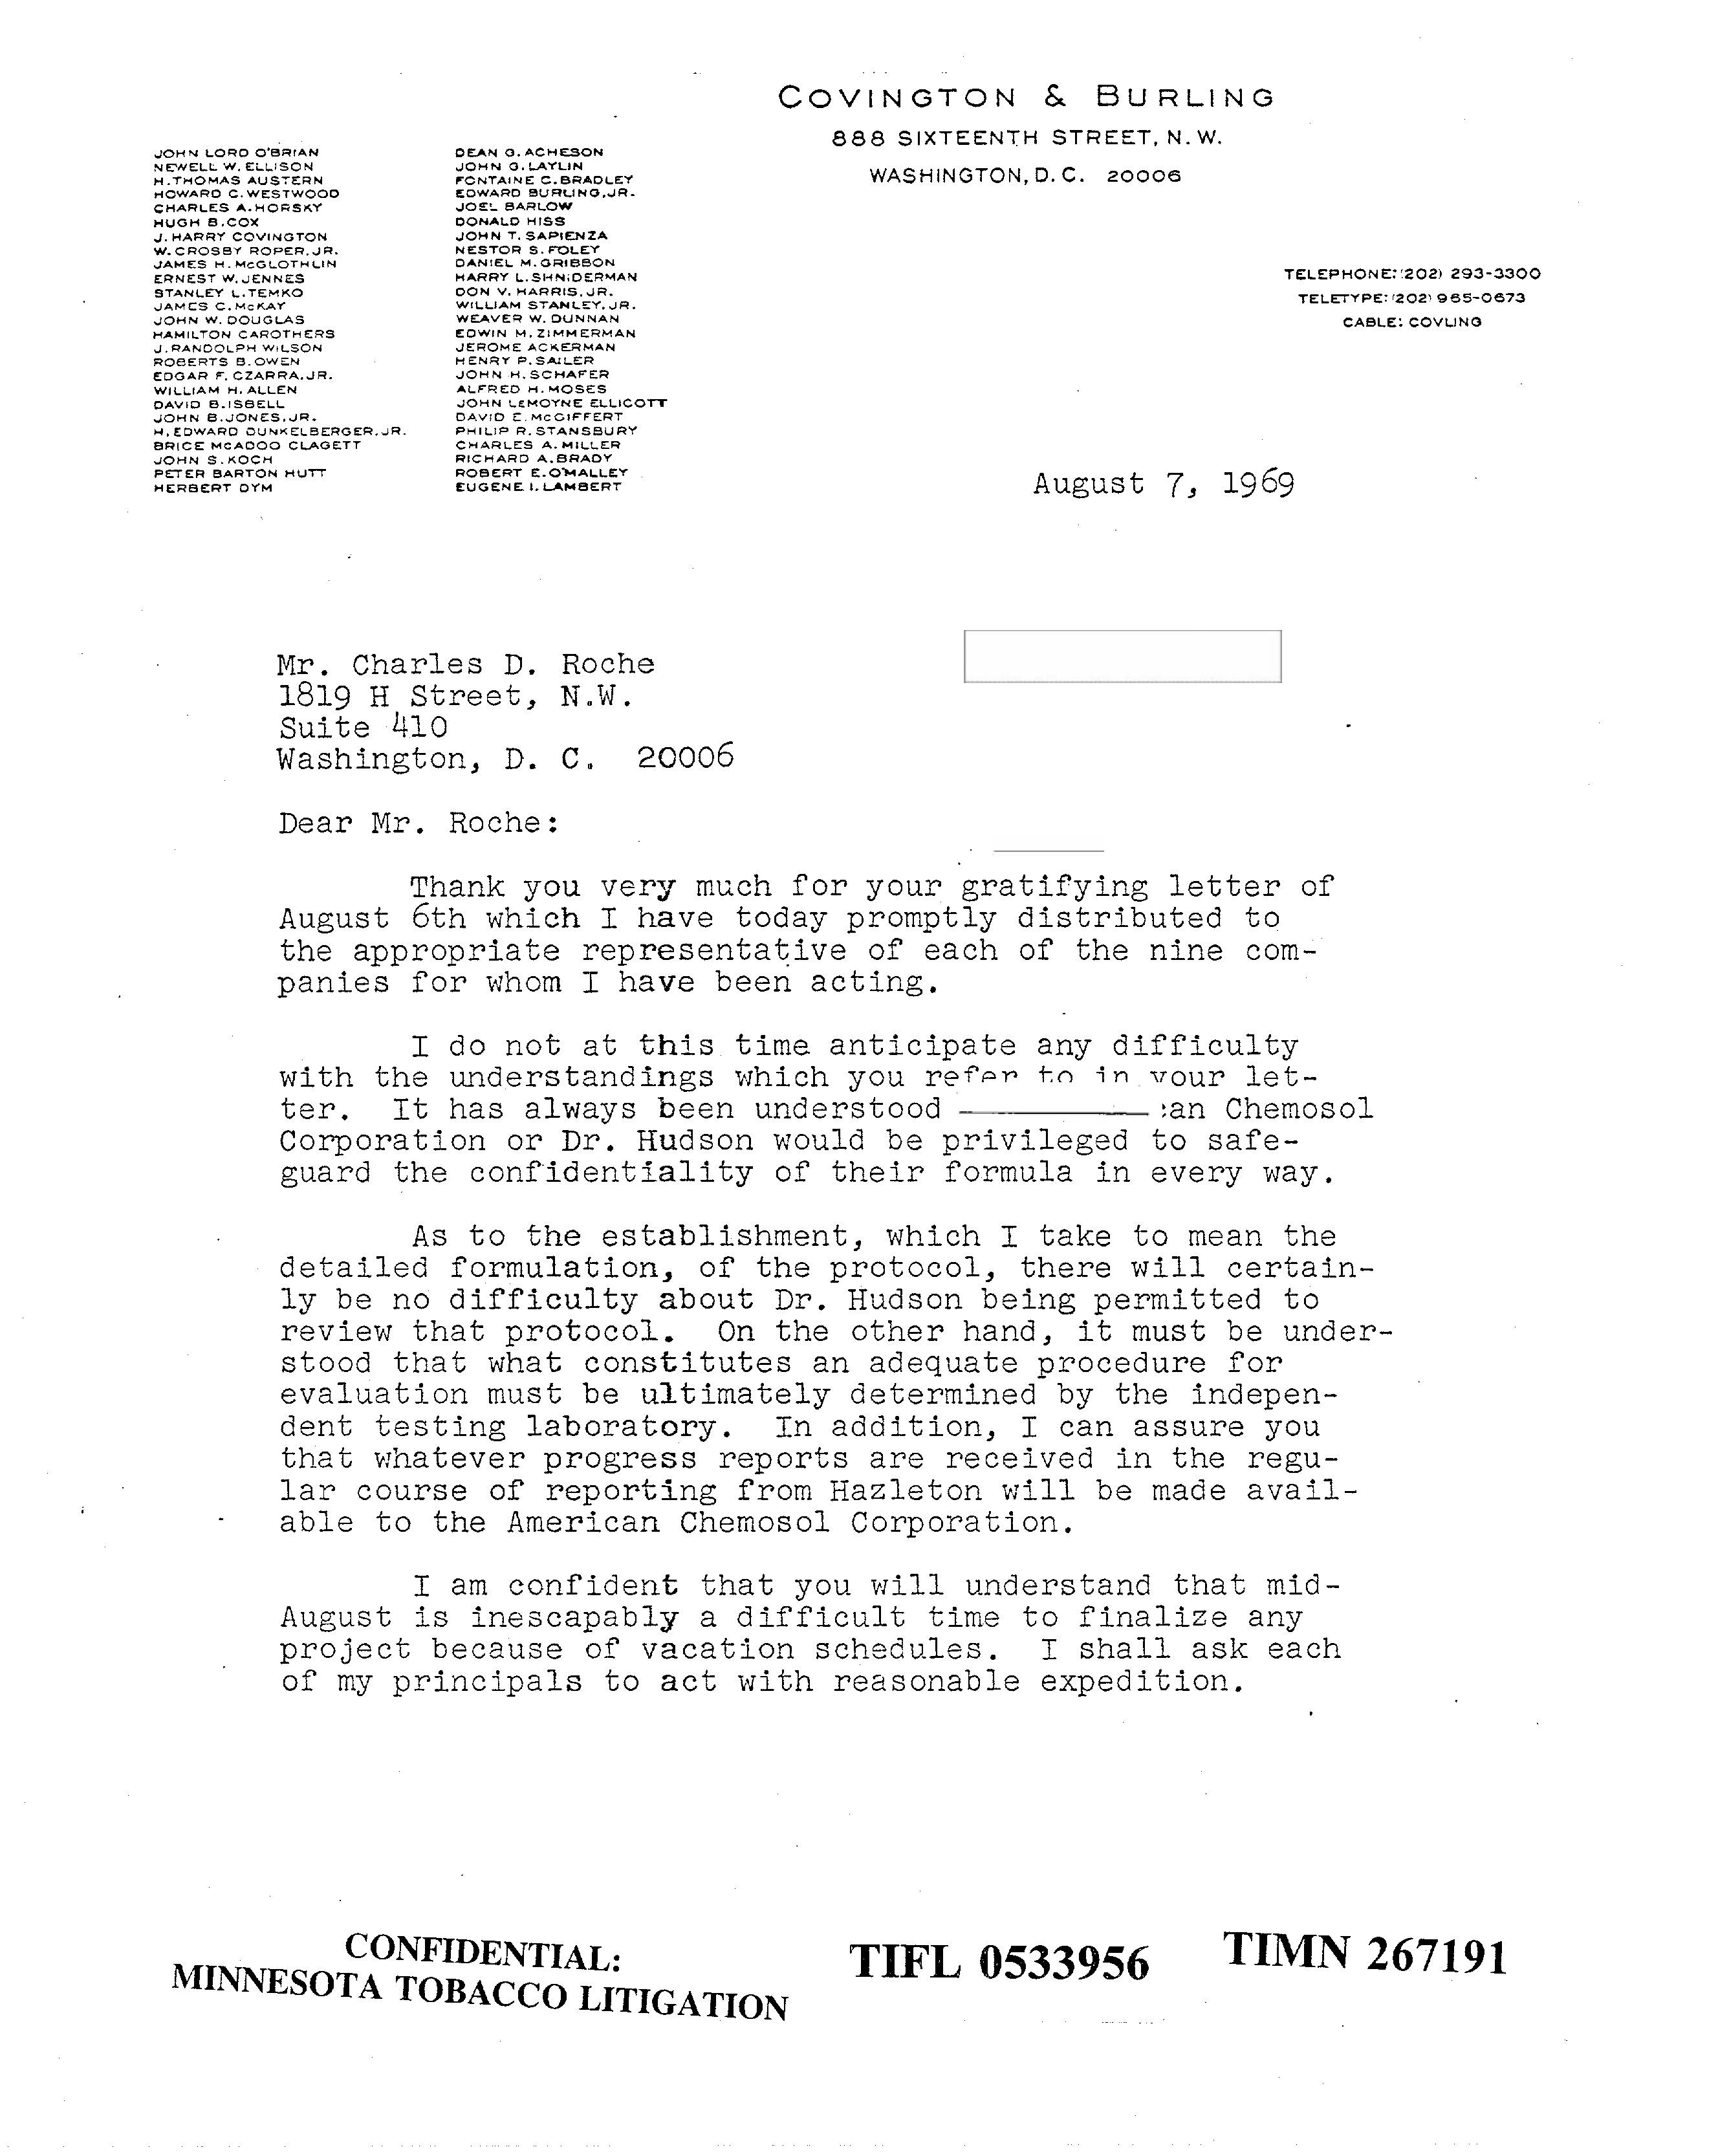 COVINGTON & BURLING
888 SIXTEENTH STREET, N. W.
WASHINGTON, D. C. 20006
JOHN LORD O'BRIAN
NEWELL W. ELLISON
H. THOMAS AUSTERN
HOWARD C. WESTWOOD
CHARLES A. HORSKY
HUGH B. COX
J. HARRY COVINGTON
W. CROSBY ROPER, JR.
JAMES H. McGLOTHLIN
ERNEST W. JENNES
STANLEY L. TEMKO
JAMES C. McKAY
JOHN W. DOUGLAS
HAMILTON CAROTHERS
J. RANDOLPH WILSON
ROBERTS B. OWEN
EDGAR F. CZARRA, JR.
WILLIAM H. ALLEN
DAVID B. ISBELL
JOHN B. JONES, JR.
H. EDWARD DUNKELBERGER, JR.
BRICE McADOO CLAGETT
JOHN S. KOCH
PETER BARTON HUTT
HERBERT DYM
DEAN G. ACHESON
JOHN G. LAYLIN
FONTAINE C. BRADLEY
EDWARD BURLING, JR.
JOEL BARLOW
DONALD HISS
JOHN T. SAPIENZA
NESTOR S. FOLEY
DANIEL M. GRIBBON
HARRY L. SHNIDERMAN
DON V. HARRIS, JR.
WILLIAM STANLEY, JR.
WEAVER W. DUNNAN
EDWIN M. ZIMMERMAN
JEROME ACKERMAN
HENRY P. SAILER
JOHN H. SCHAFER
ALFRED H. MOSES
JOHN LEMOYNE ELLICOTT
DAVID E. McGIFFERT
PHILIP R. STANSBURY
CHARLES A. MILLER
RICHARD A. BRADY
ROBERT E. O'MALLEY
EUGENE I. LAMBERT
TELEPHONE: (202) 293-3300
TELETYPE: (202) 965-0673
CABLE: COVLING
August 7, 1969
Mr. Charles D. Roche
1819 H Street, N.W.
Suite 410
Washington, D. C. 20006
Dear Mr. Roche:
Thank you very much for your gratifying letter of
August 6th which I have today promptly distributed to
the appropriate representative of each of the nine com-
panies for whom I have been acting.
I do not at this time anticipate any difficulty
with the understandings which you refer to in your let-
ter. It has always been understood an Chemosol
Corporation or Dr. Hudson would be privileged to safe-
guard the confidentiality of their formula in every way.
As to the establishment, which I take to mean the
detailed formulation, of the protocol, there will certain-
ly be no difficulty about Dr. Hudson being permitted to
review that protocol. On the other hand, it must be under-
stood that what constitutes an adequate procedure for
evaluation must be ultimately determined by the indepen-
dent testing laboratory. In addition, I can assure you
that whatever progress reports are received in the regu-
lar course of reporting from Hazleton will be made avail-
able to the American Chemosol Corporation.
I am confident that you will understand that mid-
August is inescapably a difficult time to finalize any
project because of vacation schedules. I shall ask each
of my principals to act with reasonable expedition.
CONFIDENTIAL:
MINNESOTA TOBACCO LITIGATION
TIFL 0533956
TIMN 267191